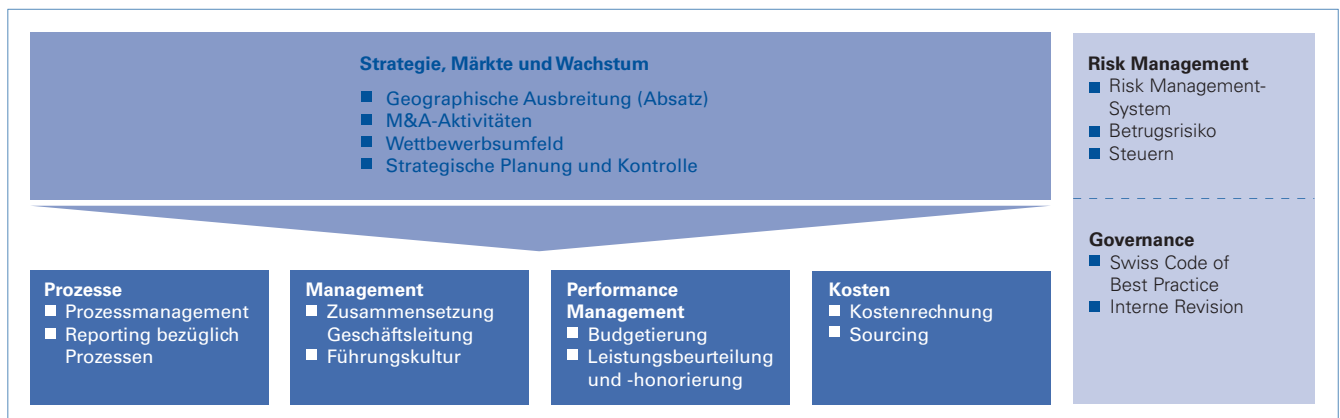 Strategie, Märkte und Wachstum
Geographische Ausbreitung (Absatz)
M&A-Aktivitäten
Wettbewerbsumfeld
Strategische Planung und Kontrolle
Prozesse
Prozessmanagement
Reporting bezüglich
Prozessen
Management
Zusammensetzung
Geschäftsleitung
Führungskultur
Performance
Management
Budgetierung
Leistungsbeurteilung
und -honorierung
Kosten
Kostenrechnung
Sourcing
Risk Management
Risk Management-
System
Betrugsrisiko
Steuern
Governance
Swiss Code of
Best Practice
Interne Revision